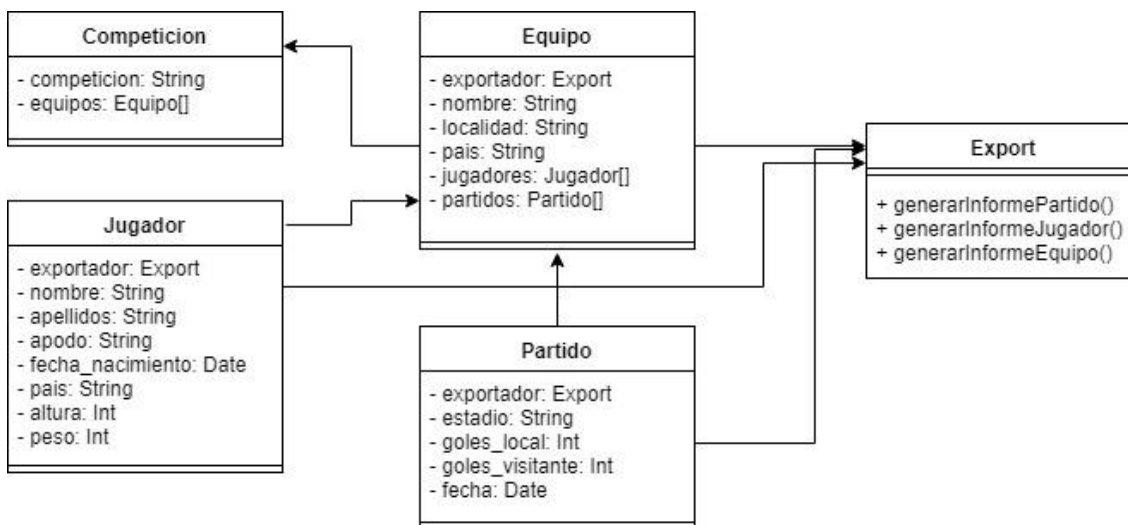 Competicion
- competicion: String
- equipos: Equipo[]
Equipo
- exportador: Export
- nombre: String
- localidad: String
- pais: String
- jugadores: Jugador[]
- partidos: Partido[]
Export
+ generarInformePartido()
+ generarInformeJugador()
+ generarInformeEquipo()
Jugador
- exportador: Export
- nombre: String
- apellidos: String
- apodo: String
- fecha_nacimiento: Date
- pais: String
- altura: Int
- peso: Int
Partido
- exportador: Export
- estadio: String
- goles_local: Int
- goles_visitante: Int
- fecha: Date